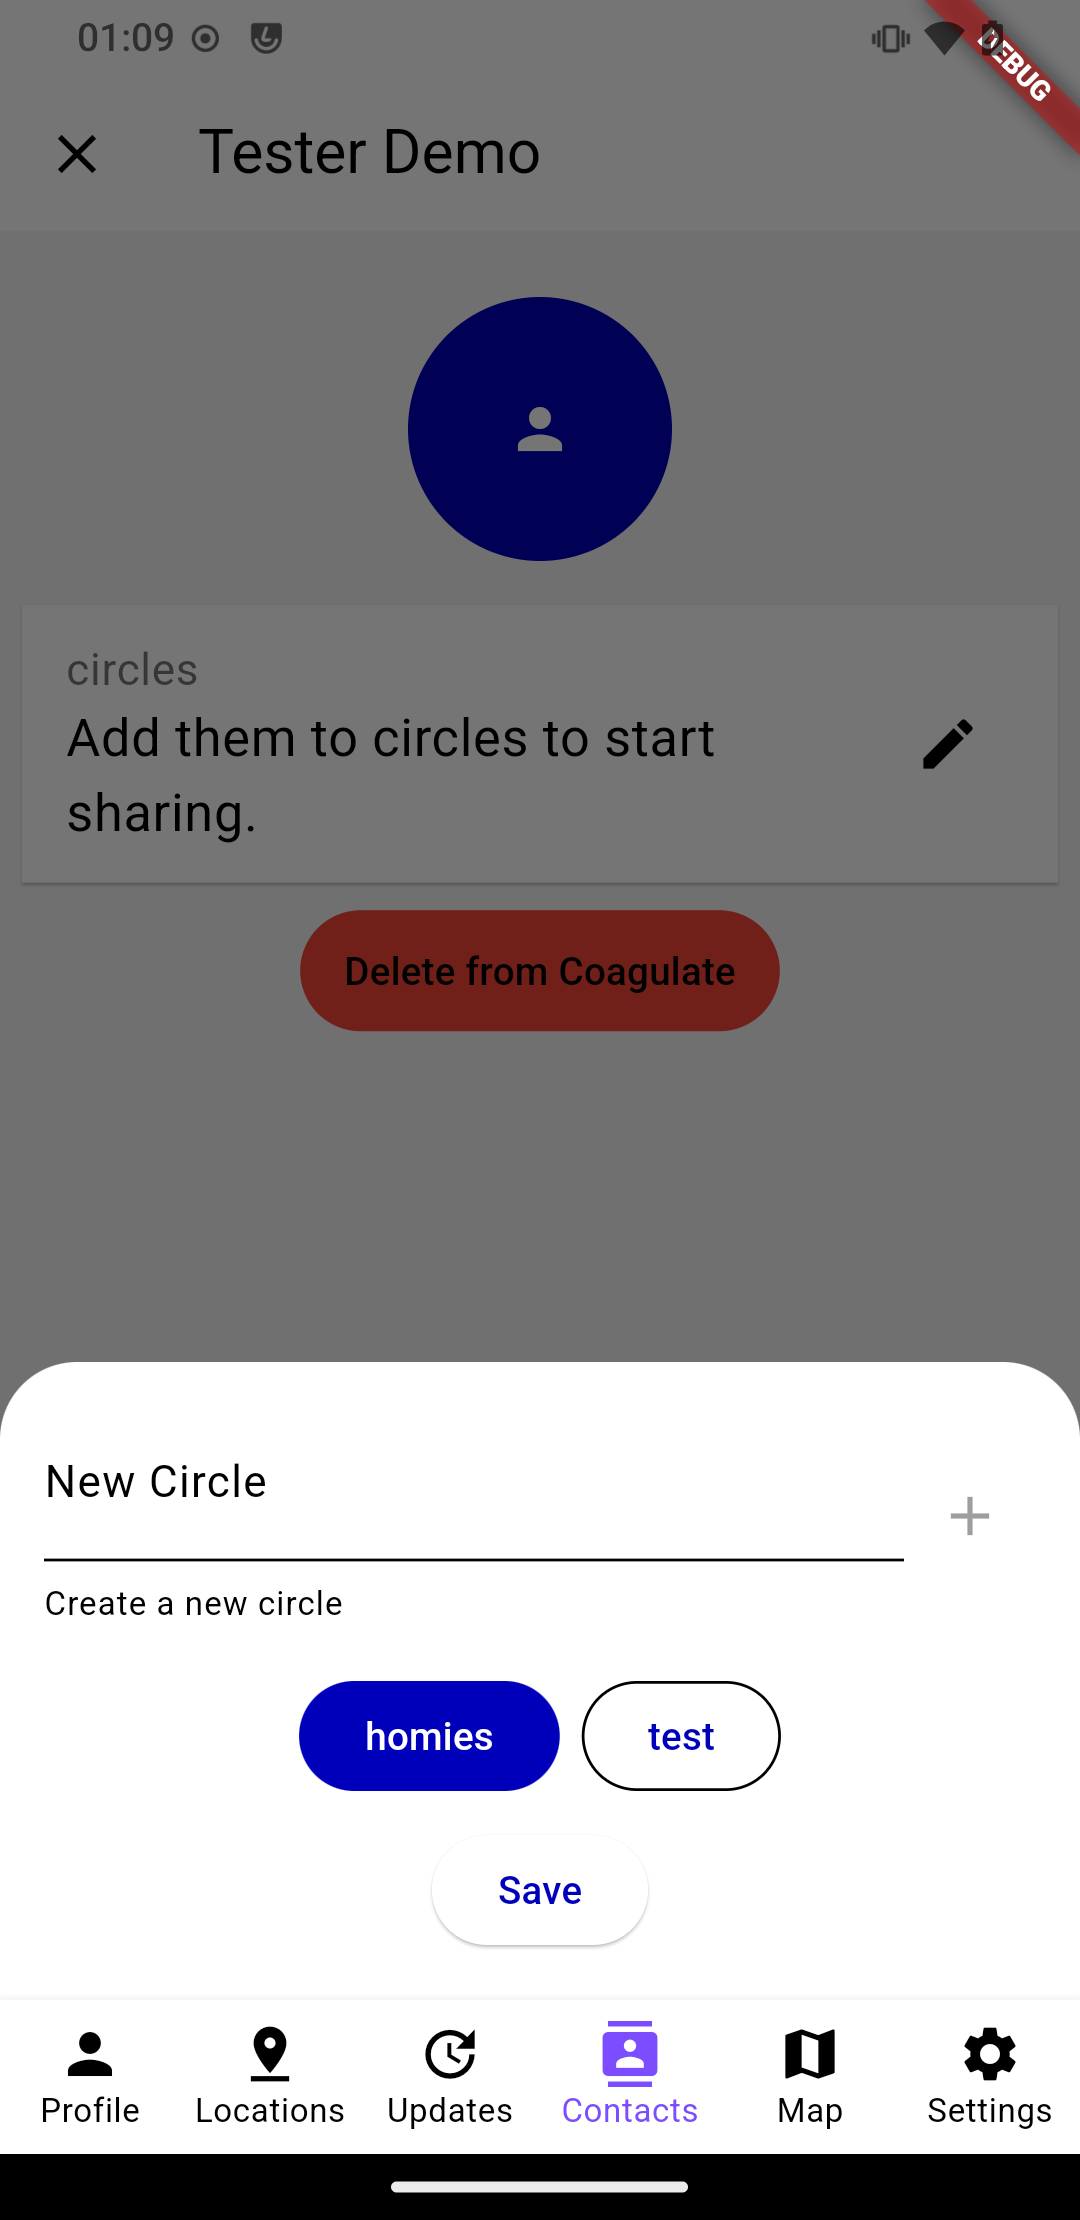 01:09
DEBUG
Tester Demo
circles
Add them to circles to start
sharing.
Delete from Coagulate
New Circle
Create a new circle
homies test
Save
Profile Locations Updates Contacts Map Settings